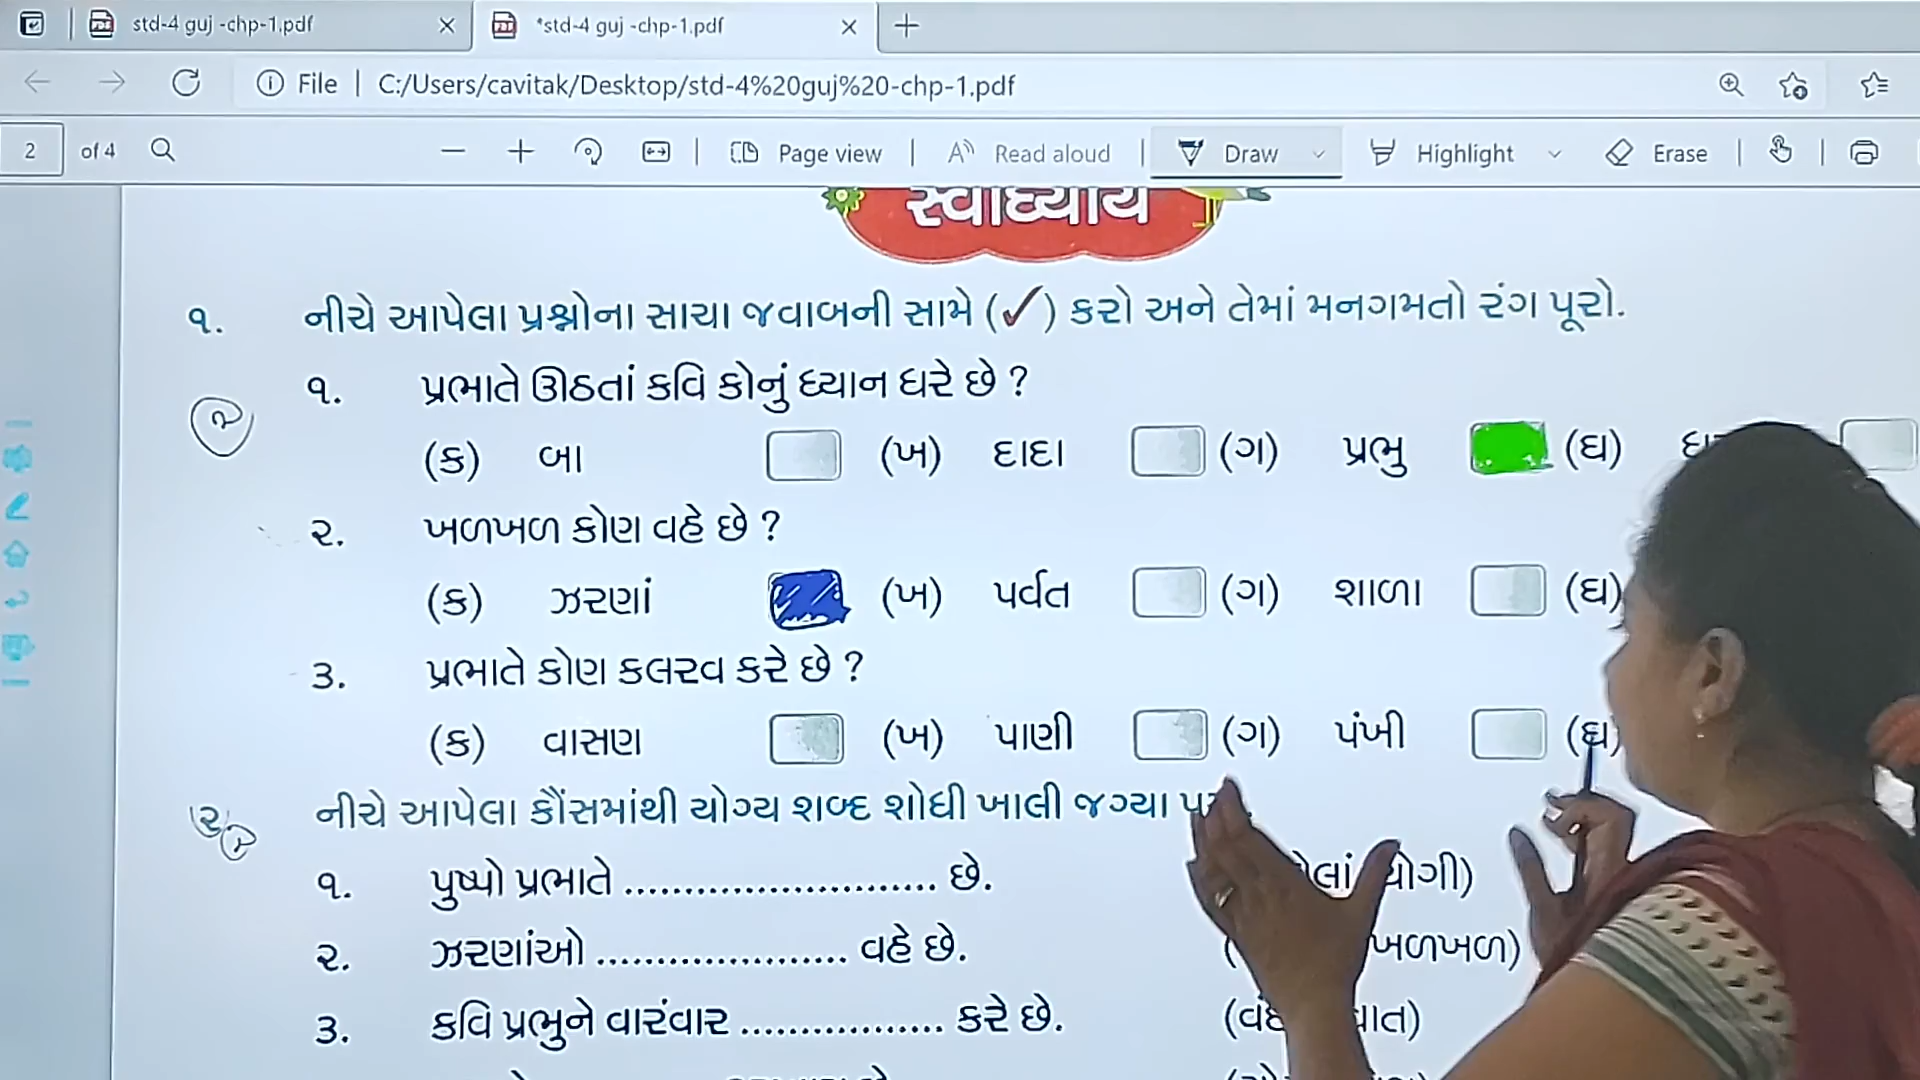 std-4 guj -chp-1.pdf *std-4 guj -chp-1.pdf
File C:/Users/cavitak/Desktop/std-4%20guj%20-chp-1.pdf
2 of 4 Page view Read aloud Draw Highlight Erase
સ્વાધ્યાય
૧. નીચે આપેલા પ્રશ્નોના સાચા જવાબની સામે (✓) કરો અને તેમાં મનગમતો રંગ પૂરો.
૧. પ્રભાતે ઊઠતાં કવિ કોનું ધ્યાન ધરે છે ?
(ક) બા (ખ) દાદા (ગ) પ્રભુ (ઘ)
૨. ખળખળ કોણ વહે છે ?
(ક) ઝરણાં (ખ) પર્વત (ગ) શાળા (ઘ)
૩. પ્રભાતે કોણ કલરવ કરે છે ?
(ક) વાસણ (ખ) પાણી (ગ) પંખી (ઘ)
૨. નીચે આપેલા કૌંસમાંથી યોગ્ય શબ્દ શોધી ખાલી જગ્યા
૧. પુષ્પો પ્રભાતે .......................... છે. યોગી)
૨. ઝરણાંઓ ..................... વહે છે. ખળખળ)
૩. કવિ પ્રભુને વારંવાર ................. કરે છે.